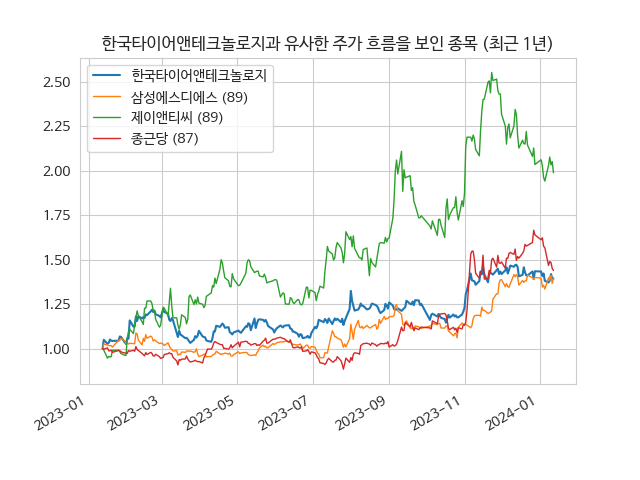 한국타이어앤테크놀로지과 유사한 주가 흐름을 보인 종목 (최근 1년)
한국타이어앤테크놀로지
삼성에스디에스 (89)
제이앤티씨 (89)
종근당 (87)
2.50
2.25
2.00
1.75
1.50
1.25
1.00
2023-01
2023-03
2023-05
2023-07
2023-09
2023-11
2024-01